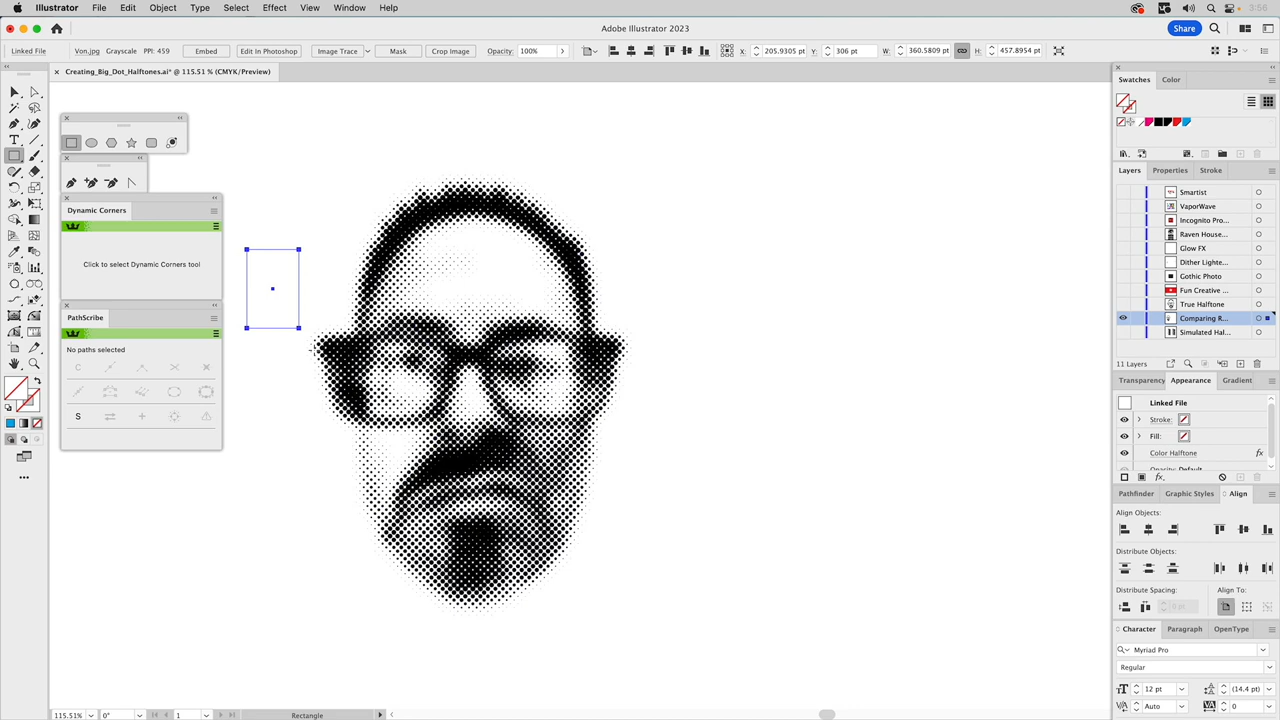 Illustrator File Edit Object Type Select Effect View Window Help 3:56
Adobe Illustrator 2023 Share
Linked File Von.jpg Grayscale PPI: 459 Embed Edit In Photoshop Image Trace Mask Crop Image Opacity: 100% X: 205.9305 pt Y: 306 pt W: 360.5809 pt H: 457.8954 pt
Creating_Big_Dot_Halftones.ai* @ 115.51 % (CMYK/Preview)
Swatches Color
Dynamic Corners
Click to select Dynamic Corners tool
PathScribe
No paths selected
C
S
Layers Properties Stroke
Smartist
VaporWave
Incognito Pro...
Raven House...
Glow FX
Dither Lighte...
Gothic Photo
Fun Creative ...
True Halftone
Comparing R...
Simulated Hal...
11 Layers
Transparency Appearance Gradient
Linked File
Stroke:
Fill:
Color Halftone fx
Opacity: Default
fx
Pathfinder Graphic Styles Align
Align Objects:
Distribute Objects:
Distribute Spacing: Align To:
0 pt
Character Paragraph OpenType
Myriad Pro
Regular
12 pt (14.4 pt)
Auto 0
115.51% 0° 1 Rectangle